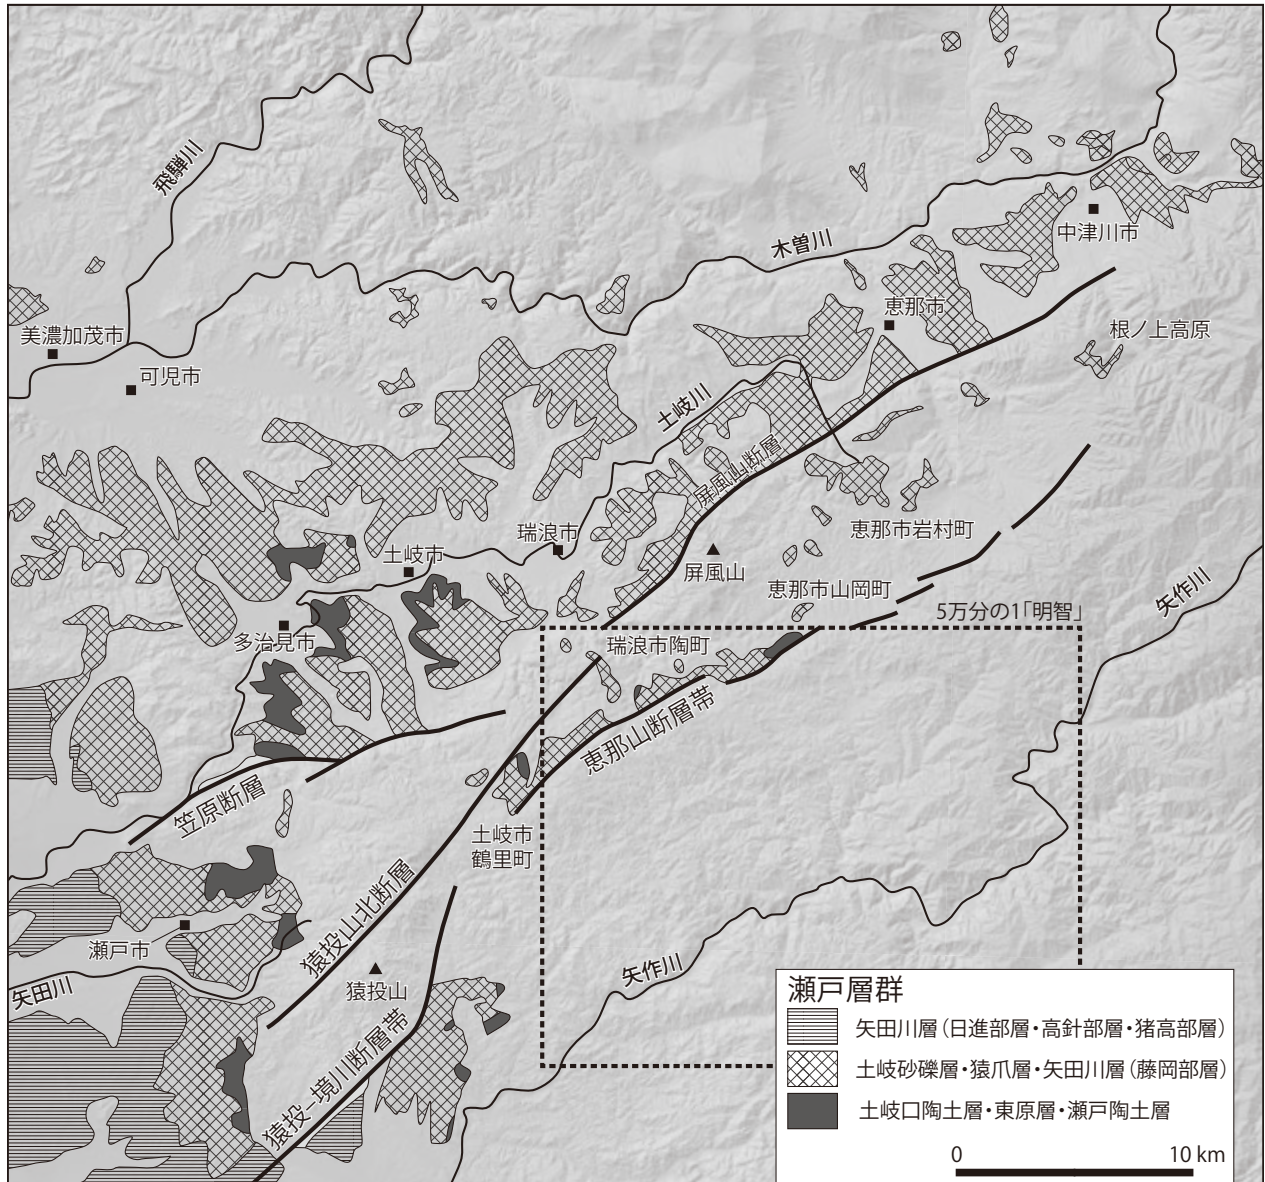 飛騨川
木曽川
中津川市
恵那市
根ノ上高原
美濃加茂市
可児市
土岐川
屏風山断層
瑞浪市
土岐市
恵那市岩村町
屏風山
恵那市山岡町
矢作川
5万分の1「明智」
多治見市
瑞浪市陶町
恵那山断層帯
笠原断層
土岐市
鶴里町
猿投山北断層
瀬戸市
矢田川
猿投山
矢作川
猿投−境川断層帯
瀬戸層群
矢田川層(日進部層・高針部層・猪高部層)
土岐砂礫層・猿爪層・矢田川層(藤岡部層)
土岐口陶土層・東原層・瀬戸陶土層
0 10 km